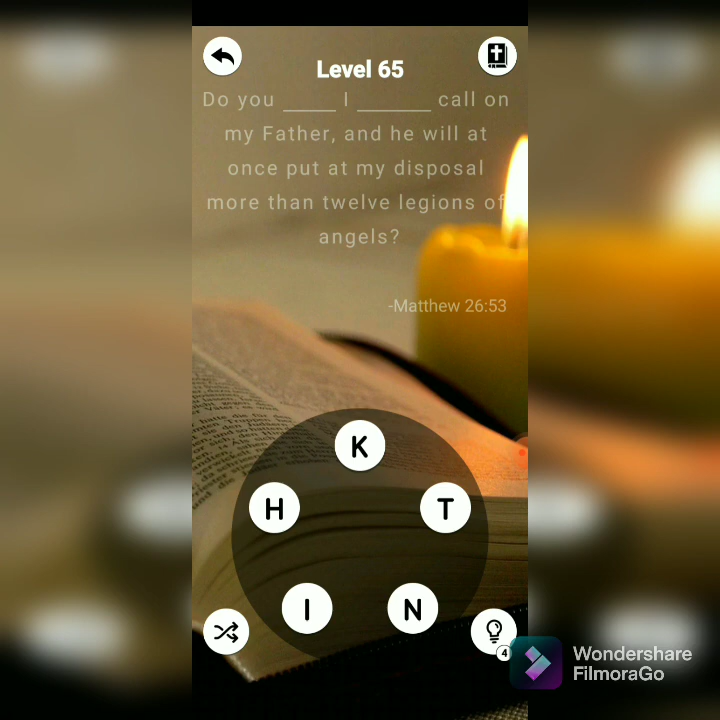 Level 65
Do you _____ I _______ call on
my Father, and he will at
once put at my disposal
more than twelve legions of
angels?
-Matthew 26:53
K
H T
I N
4
Wondershare
FilmoraGo